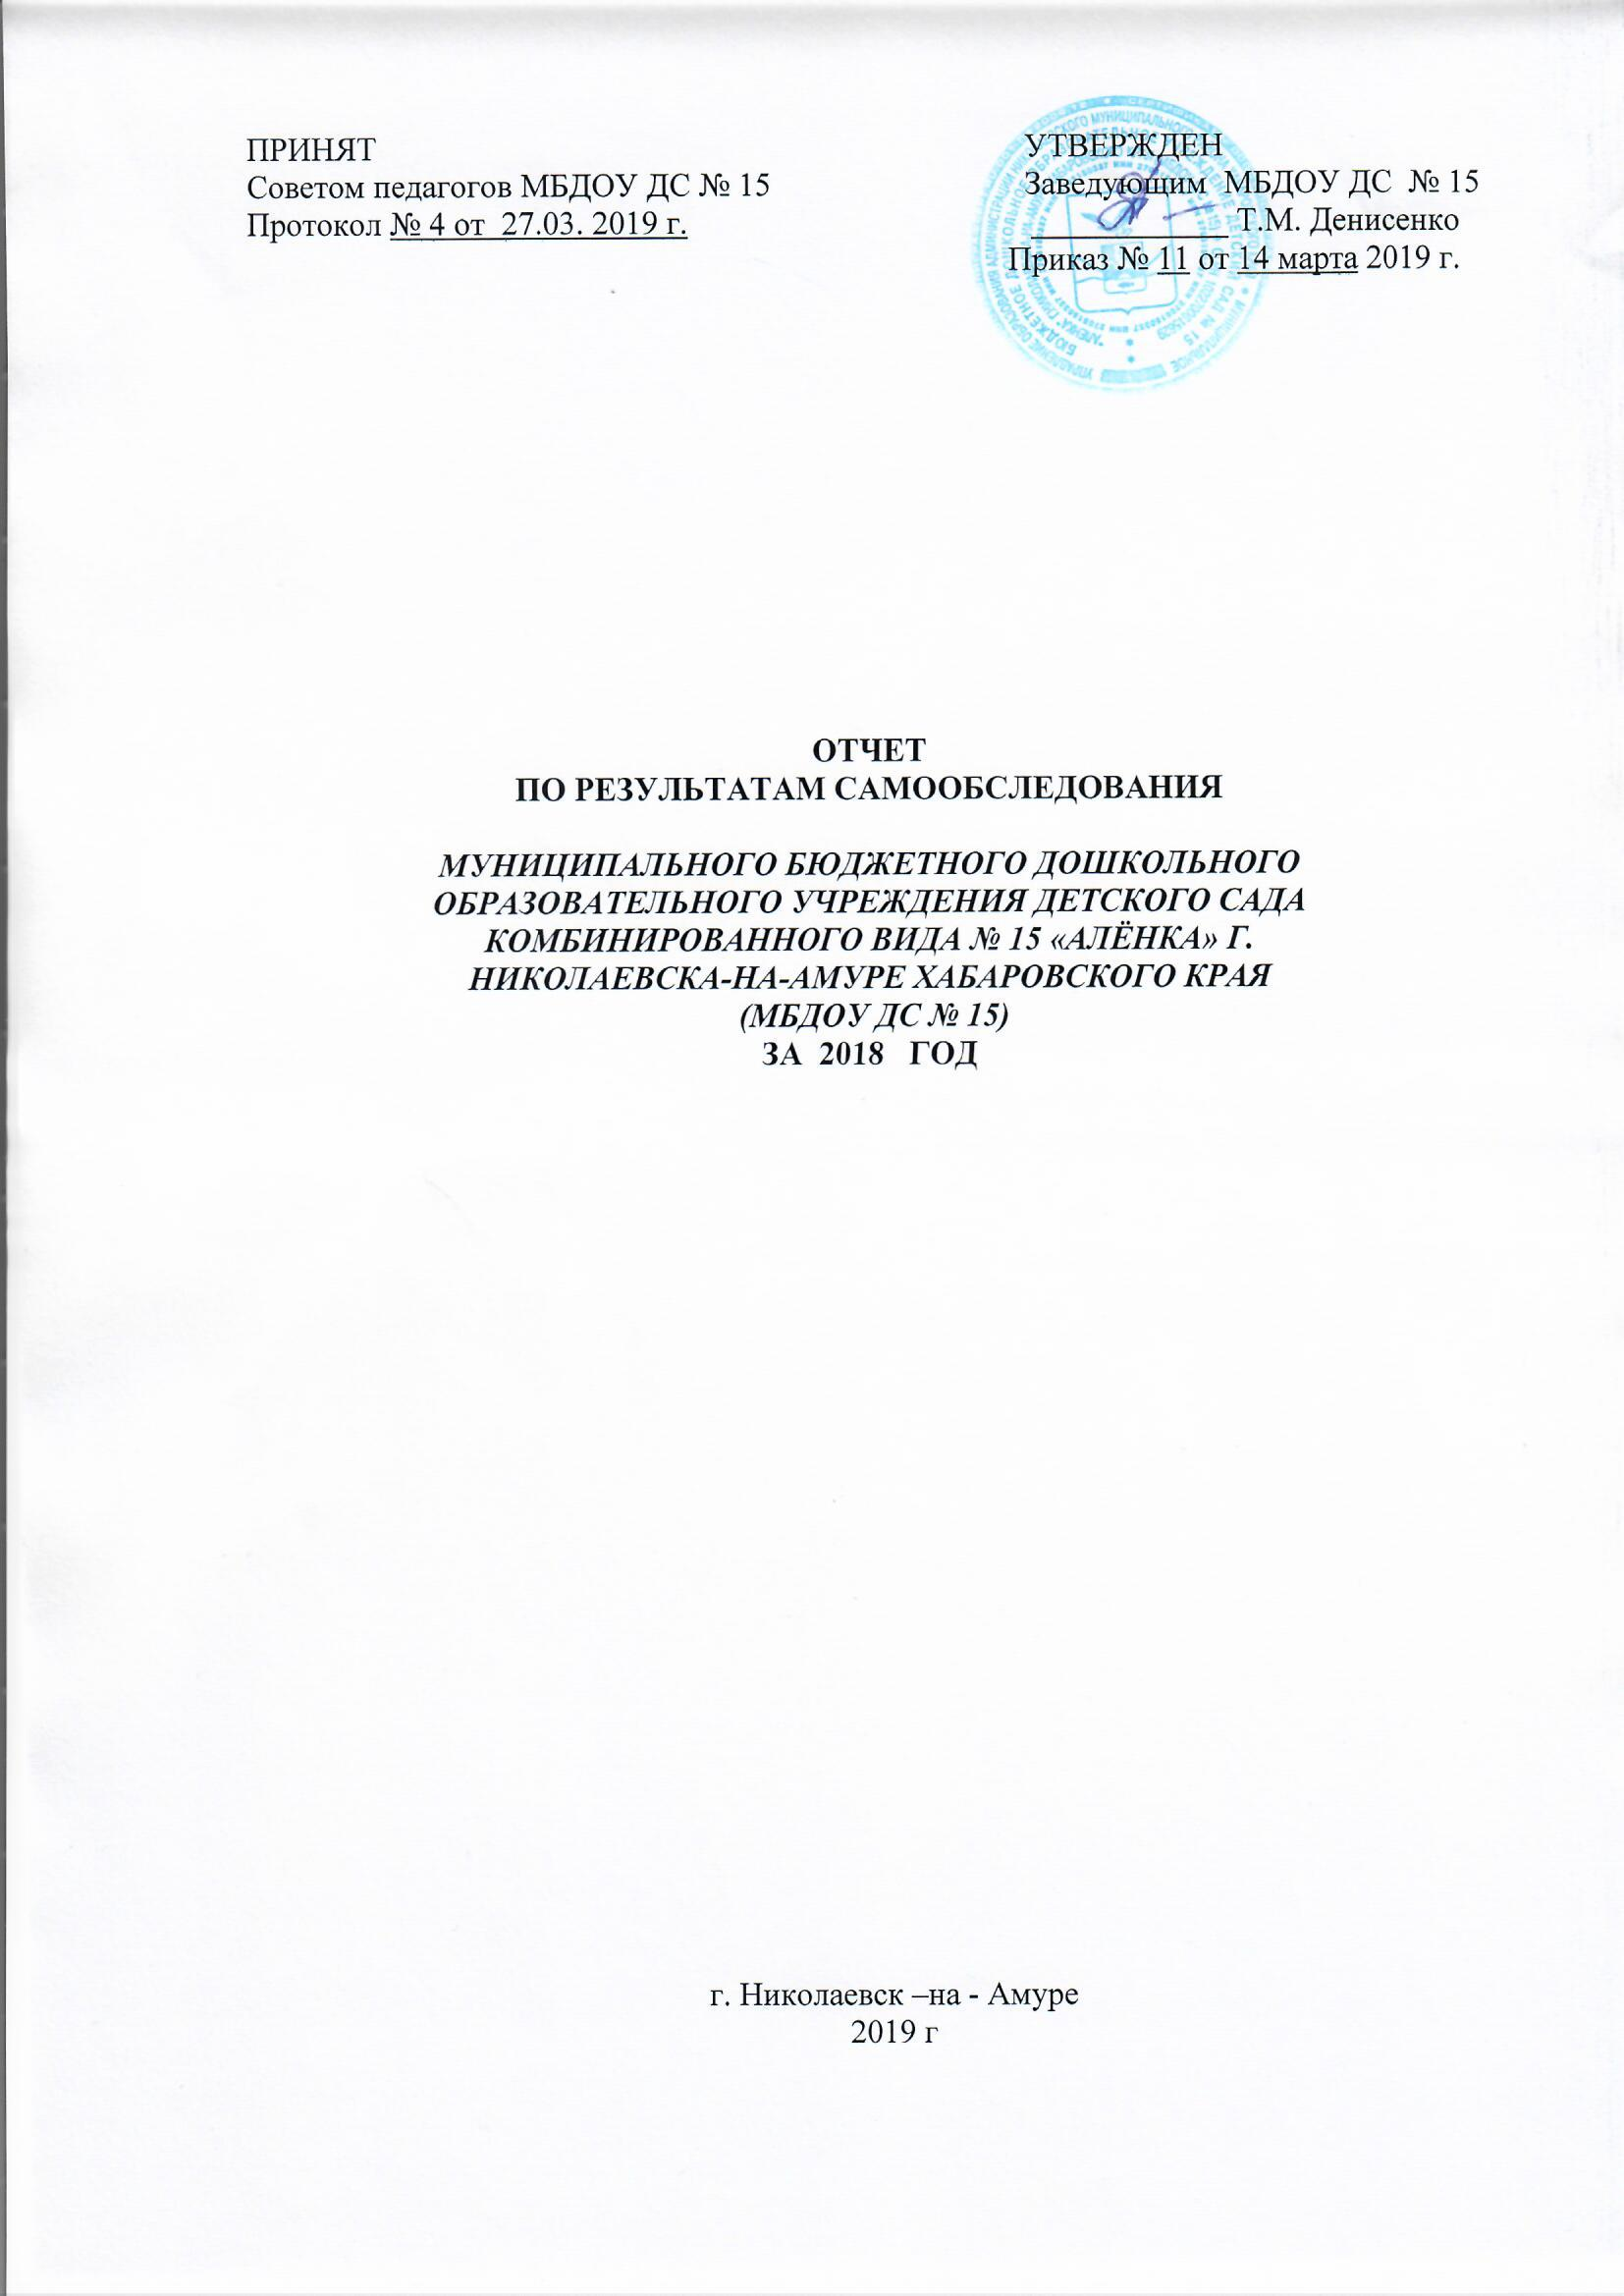 ПРИНЯТ
Советом педагогов МБДОУ ДС № 15
Протокол № 4 от 27.03. 2019 г.
УТВЕРЖДЕН
Заведующим МБДОУ ДС № 15
Т.М. Денисенко
Приказ № 11 от 14 марта 2019 г.
ОТЧЕТ
ПО РЕЗУЛЬТАТАМ САМООБСЛЕДОВАНИЯ
МУНИЦИПАЛЬНОГО БЮДЖЕТНОГО ДОШКОЛЬНОГО
ОБРАЗОВАТЕЛЬНОГО УЧРЕЖДЕНИЯ ДЕТСКОГО САДА
КОМБИНИРОВАННОГО ВИДА № 15 «АЛЁНКА» Г.
НИКОЛАЕВСКА-НА-АМУРЕ ХАБАРОВСКОГО КРАЯ
(МБДОУ ДС № 15)
ЗА 2018 ГОД
г. Николаевск –на - Амуре
2019 г